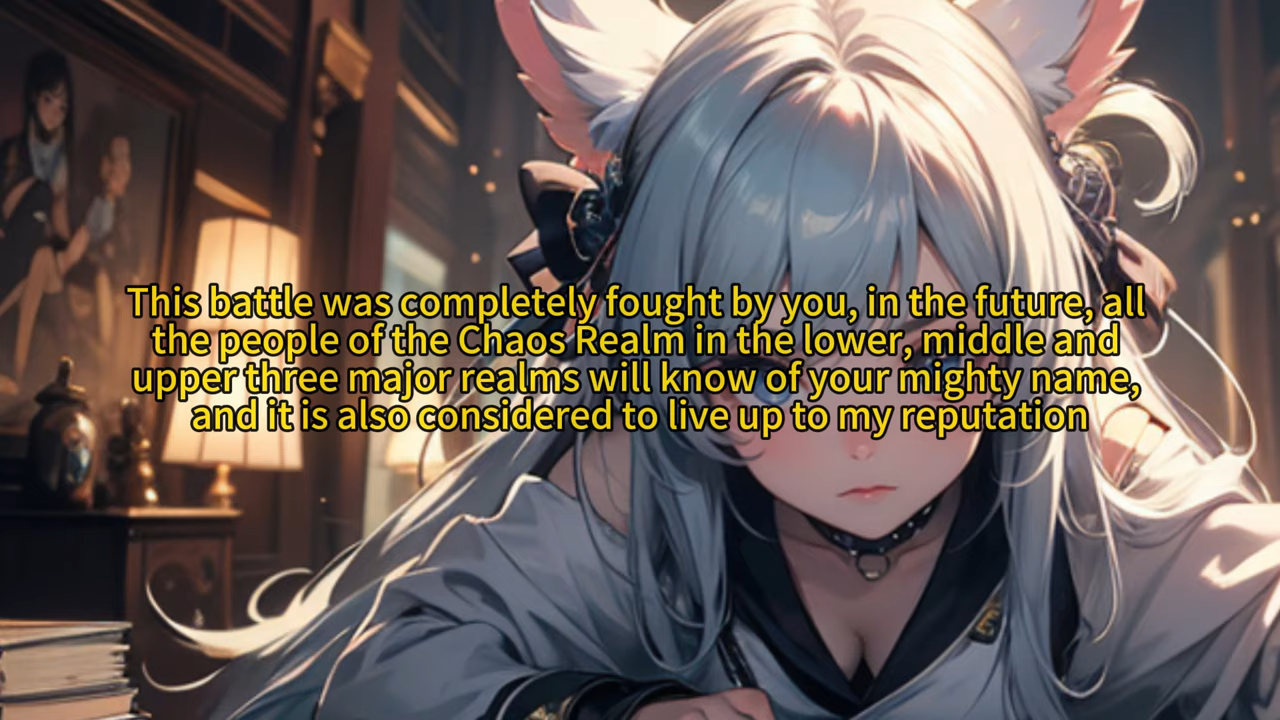 This battle was completely fought by you, in the future, all
the people of the Chaos Realm in the lower, middle and
upper three major realms will know of your mighty name,
and it is also considered to live up to my reputation